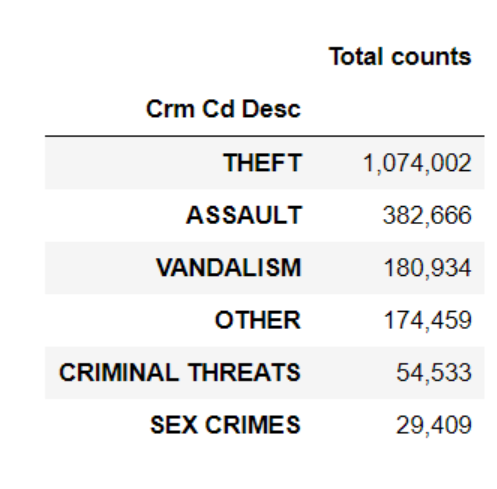 Total counts
Crm Cd Desc
THEFT 1,074,002
ASSAULT 382,666
VANDALISM 180,934
OTHER 174,459
CRIMINAL THREATS 54,533
SEX CRIMES 29,409